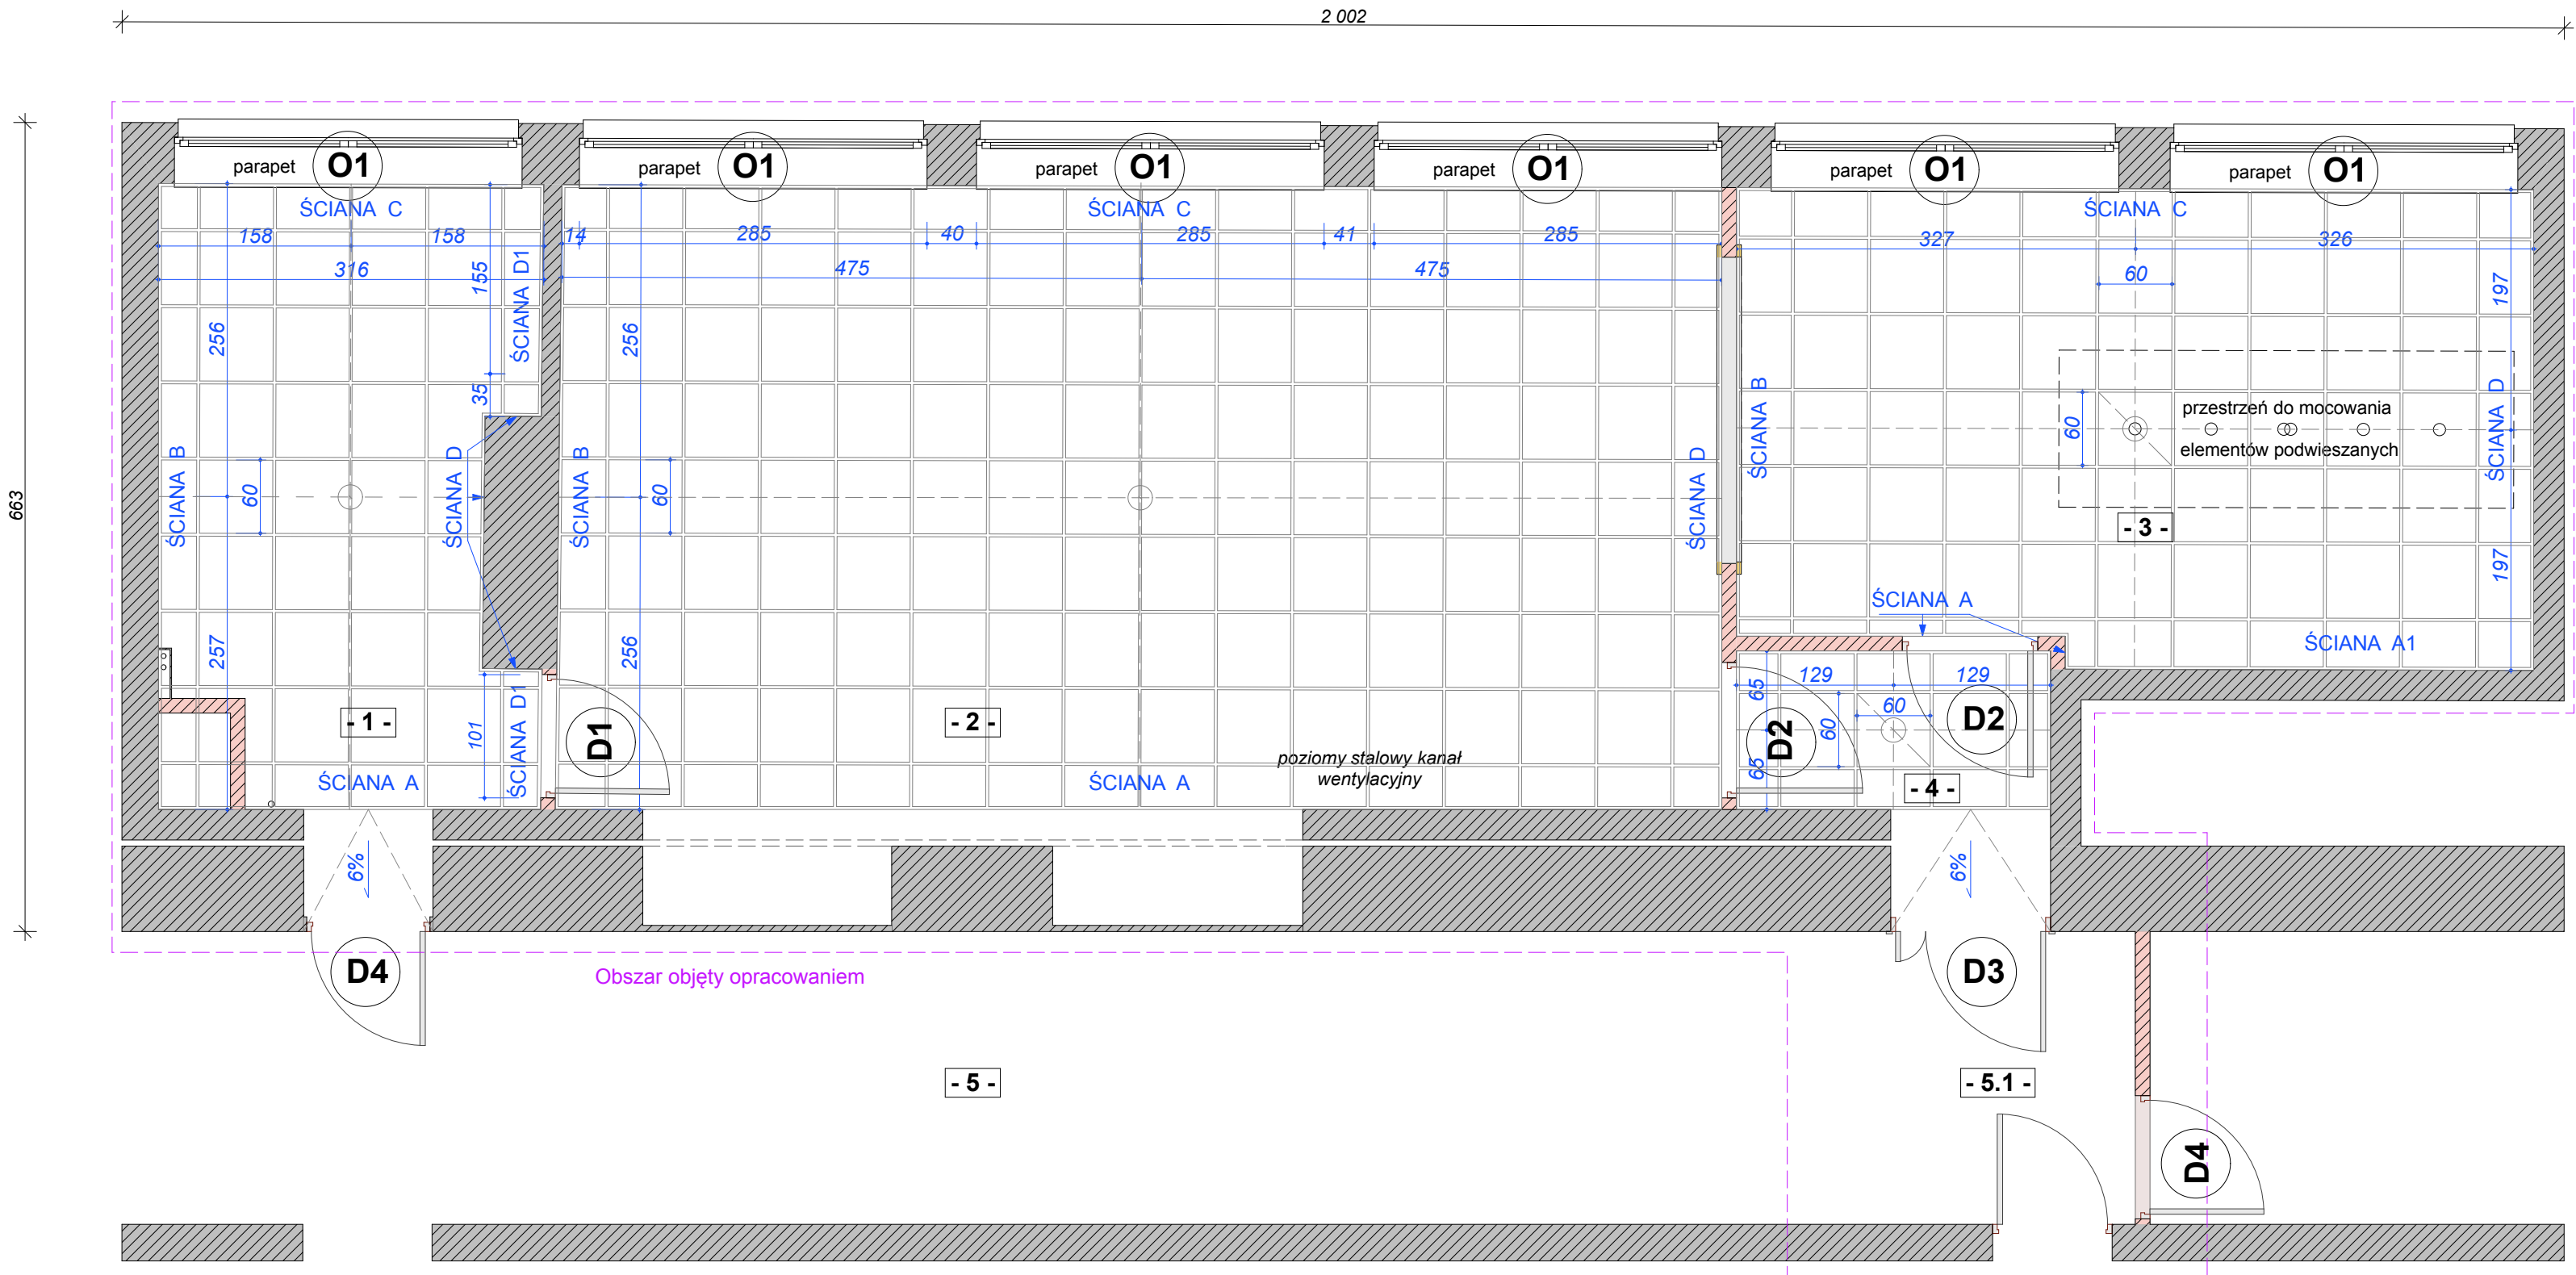 2 002
663
parapet O1
parapet O1
parapet O1
parapet O1
parapet O1
parapet O1
ŚCIANA C
ŚCIANA C
ŚCIANA C
158
158
316
155
ŚCIANA D1
14
285
40
285
41
285
475
475
327
326
60
197
256
35
256
ŚCIANA B
60
ŚCIANA D
ŚCIANA B
60
ŚCIANA D
ŚCIANA B
60
przestrzeń do mocowania
elementów podwieszanych
ŚCIANA D
- 3 -
197
ŚCIANA A
ŚCIANA A1
257
256
129
129
65
60
60
65
101
ŚCIANA D1
- 1 -
D1
- 2 -
D2
D2
- 4 -
poziomy stalowy kanał
wentylacyjny
ŚCIANA A
ŚCIANA A
6%
6%
D4
D3
Obszar objęty opracowaniem
- 5 -
- 5.1 -
D4